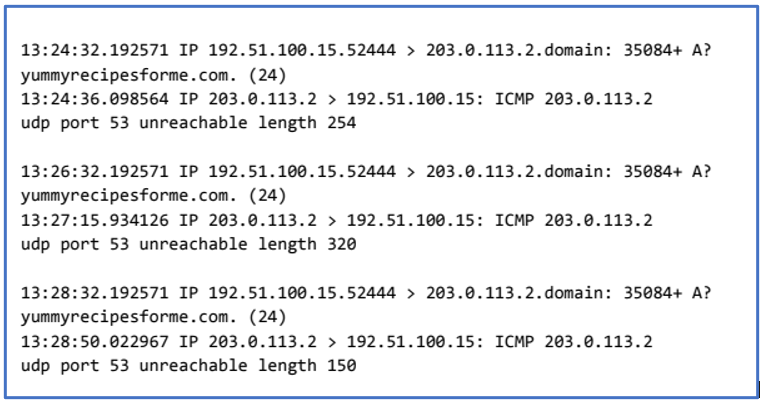 13:24:32.192571 IP 192.51.100.15.52444 > 203.0.113.2.domain: 35084+ A?
yummyrecipesforme.com. (24)
13:24:36.098564 IP 203.0.113.2 > 192.51.100.15: ICMP 203.0.113.2
udp port 53 unreachable length 254
13:26:32.192571 IP 192.51.100.15.52444 > 203.0.113.2.domain: 35084+ A?
yummyrecipesforme.com. (24)
13:27:15.934126 IP 203.0.113.2 > 192.51.100.15: ICMP 203.0.113.2
udp port 53 unreachable length 320
13:28:32.192571 IP 192.51.100.15.52444 > 203.0.113.2.domain: 35084+ A?
yummyrecipesforme.com. (24)
13:28:50.022967 IP 203.0.113.2 > 192.51.100.15: ICMP 203.0.113.2
udp port 53 unreachable length 150